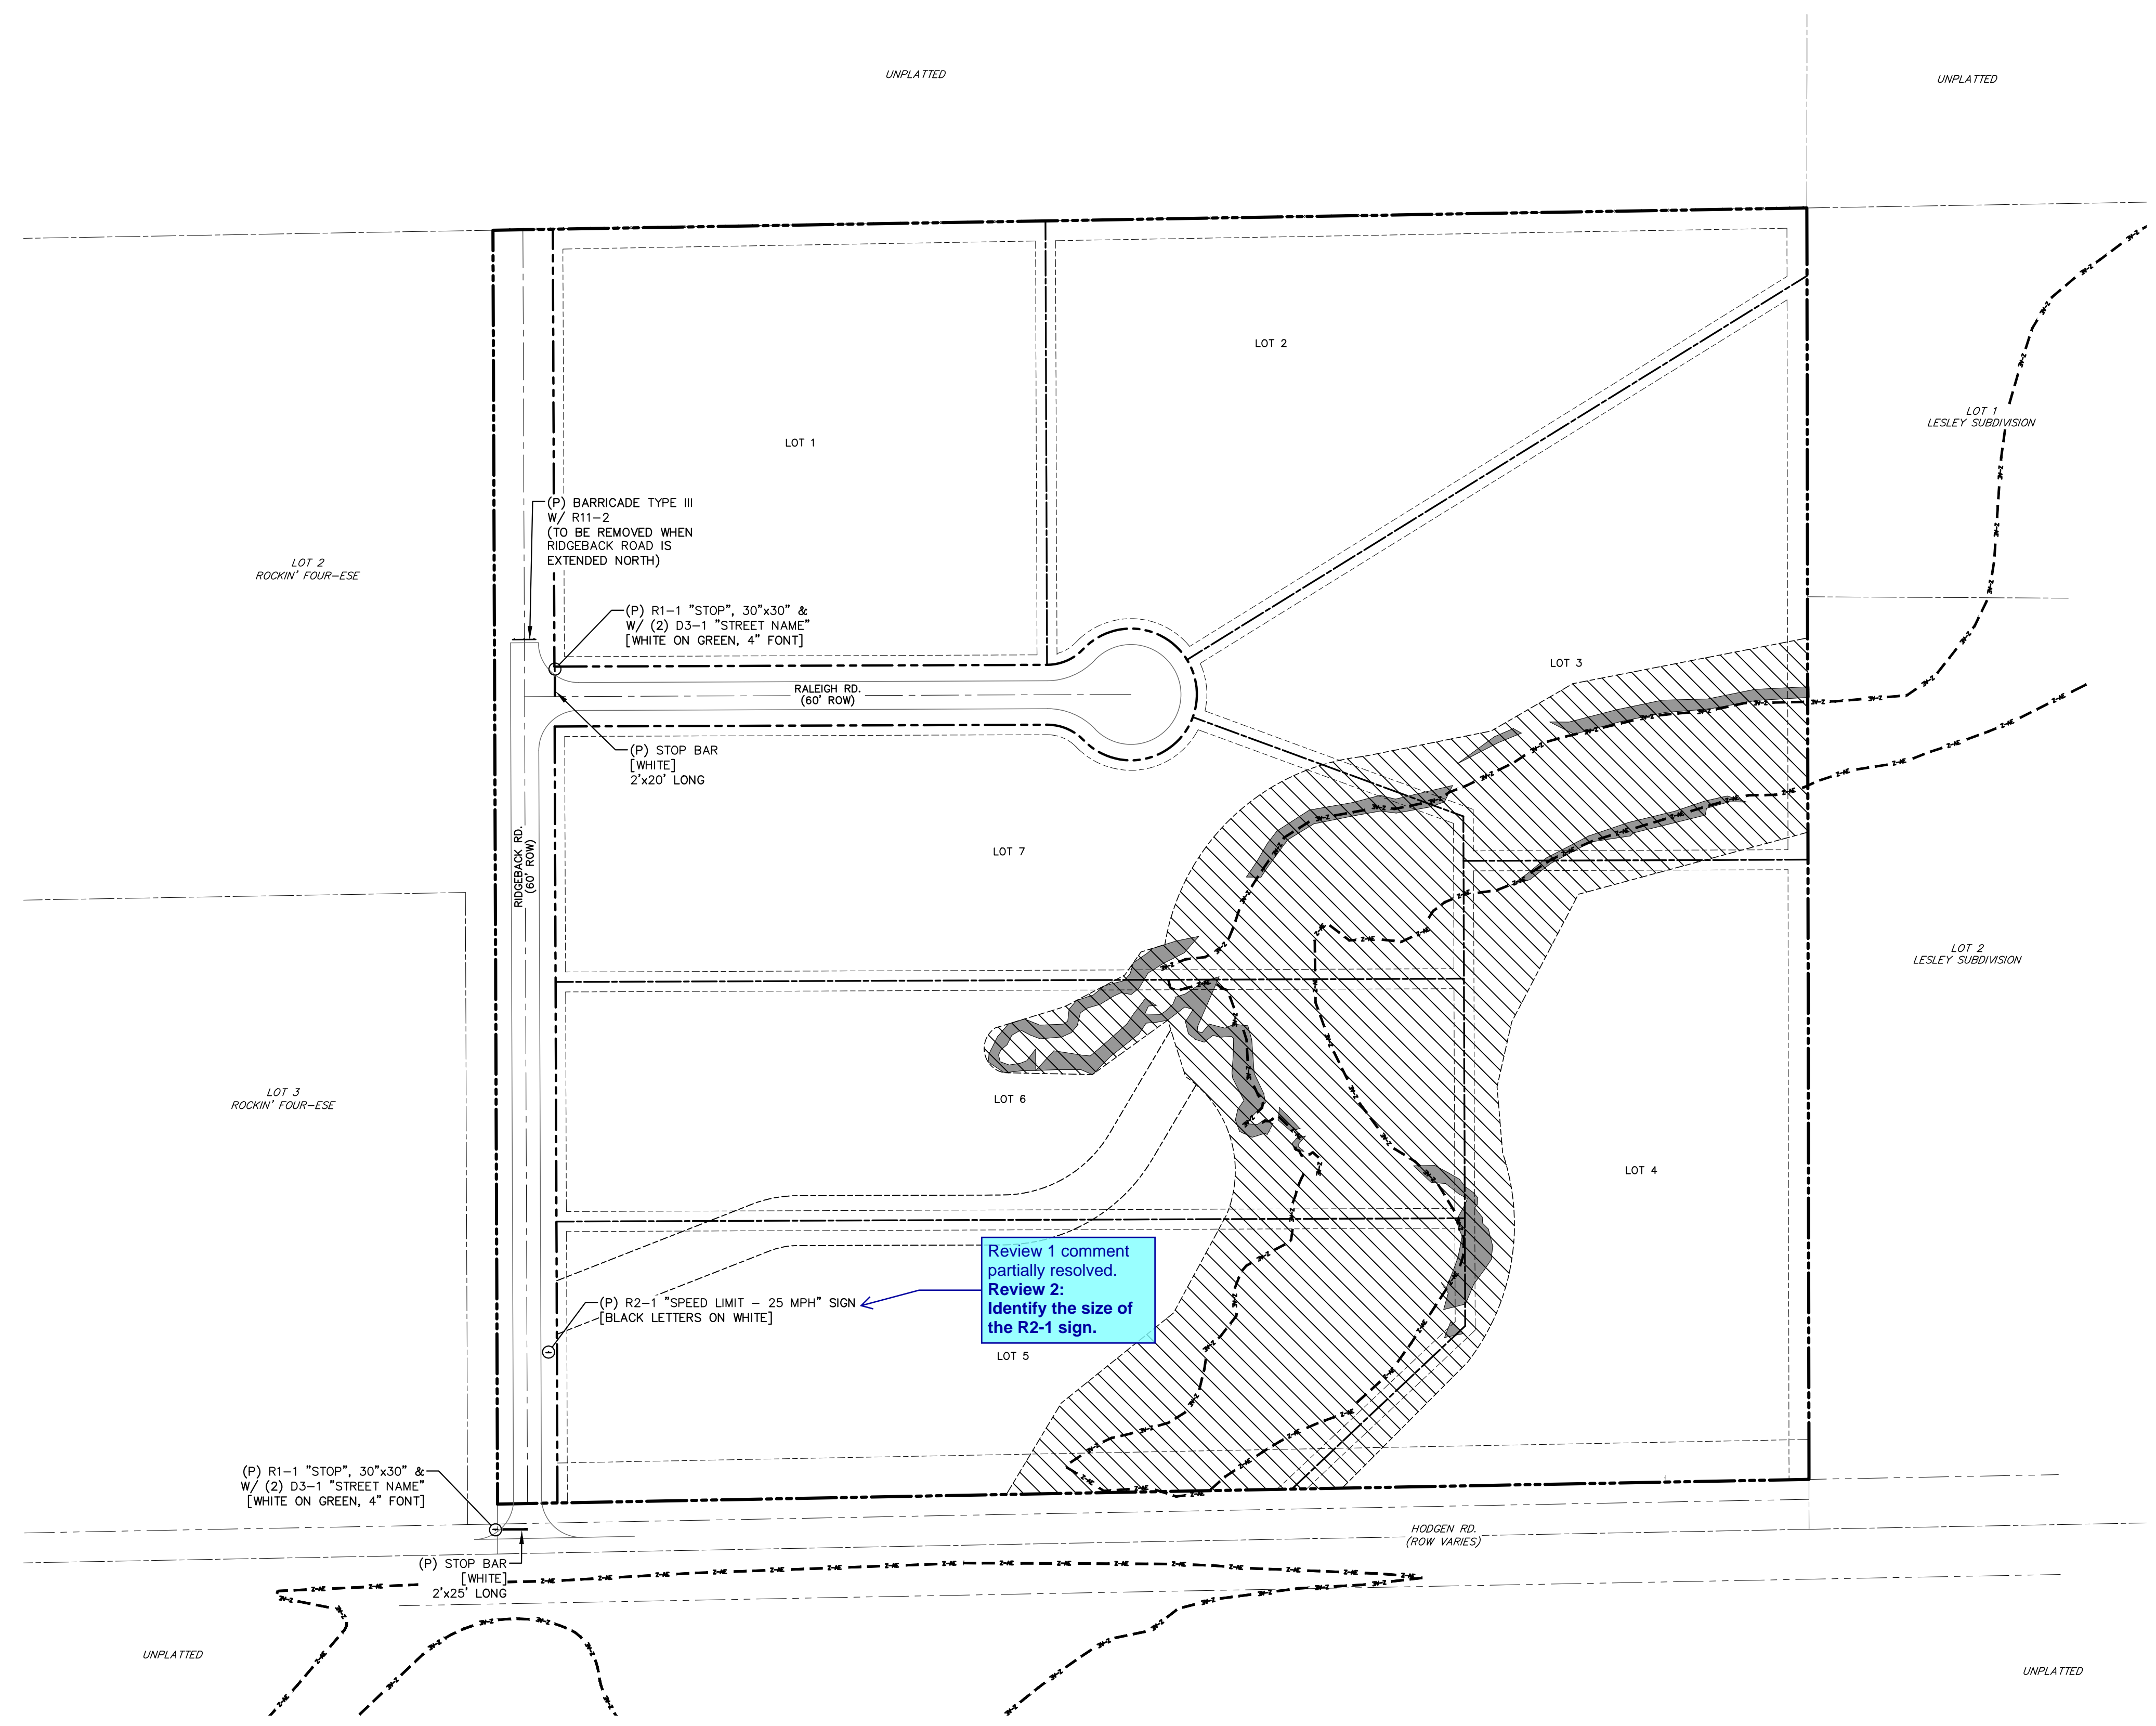 UNPLATTED
UNPLATTED
LOT 2
LOT 1
LESLEY SUBDIVISION
LOT 1
(P) BARRICADE TYPE III
W/ R11-2
(TO BE REMOVED WHEN
RIDGEBACK ROAD IS
EXTENDED NORTH)
LOT 2
ROCKIN' FOUR-ESE
(P) R1-1 "STOP", 30"x30" &
W/ (2) D3-1 "STREET NAME"
[WHITE ON GREEN, 4" FONT]
LOT 3
RALEIGH RD.
(60' ROW)
(P) STOP BAR
[WHITE]
2'x20' LONG
RIDGEBACK RD.
(60' ROW)
LOT 7
LOT 2
LESLEY SUBDIVISION
LOT 3
ROCKIN' FOUR-ESE
LOT 6
LOT 4
Review 1 comment
partially resolved.
Review 2:
Identify the size of
the R2-1 sign.
(P) R2-1 "SPEED LIMIT - 25 MPH" SIGN
[BLACK LETTERS ON WHITE]
LOT 5
(P) R1-1 "STOP", 30"x30" &
W/ (2) D3-1 "STREET NAME"
[WHITE ON GREEN, 4" FONT]
HODGEN RD.
(ROW VARIES)
(P) STOP BAR
[WHITE]
2'x25' LONG
UNPLATTED
UNPLATTED